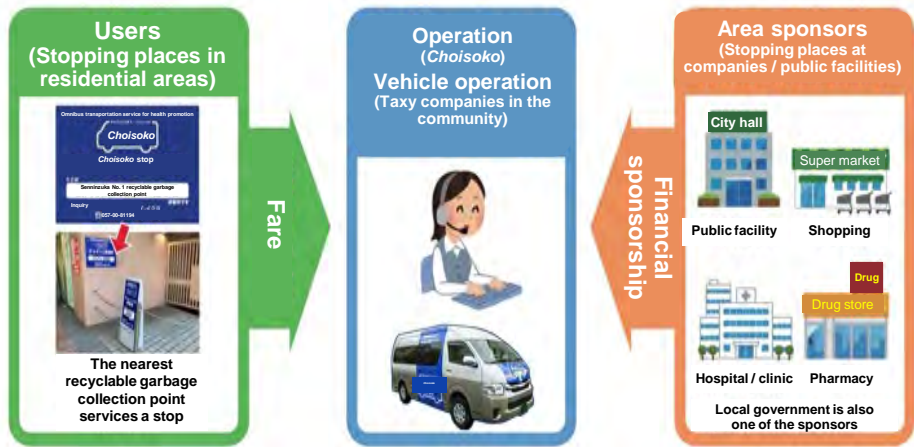 Users
(Stopping places in
residential areas)
Omnibus transportation service for health promotion
Choisoko
Choisoko stop
Senninzuka No. 1 recyclable garbage
collection point
Inquiry
057-00-81194
The nearest
recyclable garbage
collection point
services a stop
Fare
Operation
(Choisoko)
Vehicle operation
(Taxy companies in the
community)
Financial
sponsorship
Area sponsors
(Stopping places at
companies / public facilities)
City hall
Super market
Public facility
Shopping
Drug
Drug store
Hospital / clinic
Pharmacy
Local government is also
one of the sponsors